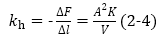 k_h = -ΔF/Δl = A²K/V (2-4)